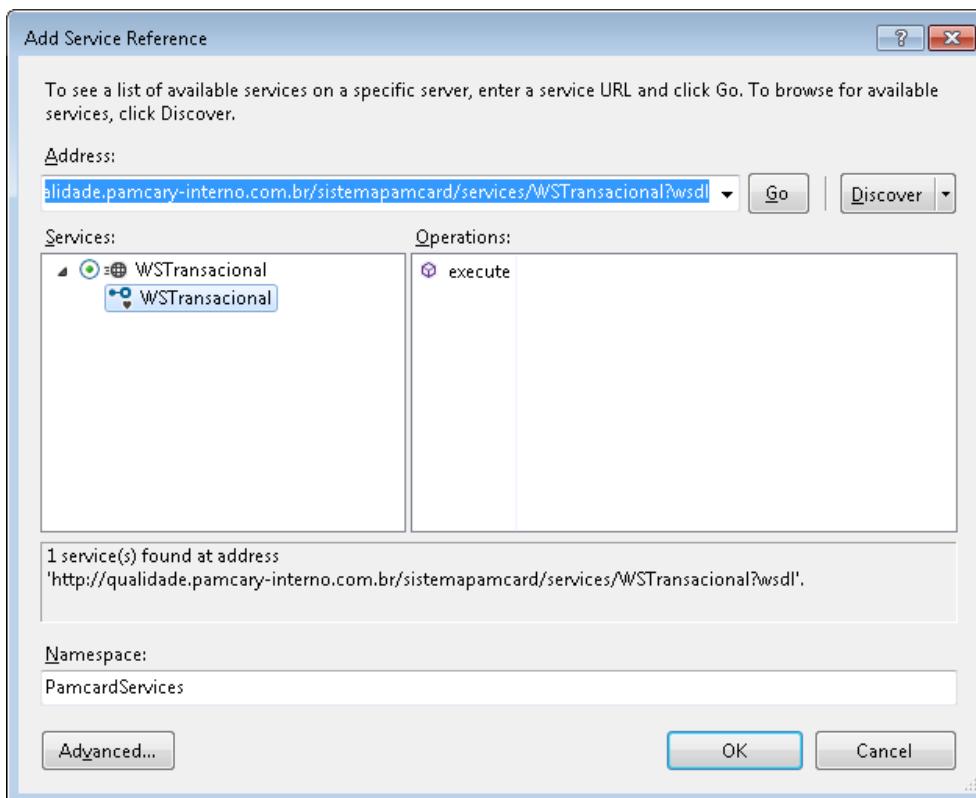 Add Service Reference
To see a list of available services on a specific server, enter a service URL and click Go. To browse for available
services, click Discover.
Address:
alidade.pamcary-interno.com.br/sistemapamcard/services/WSTransacional?wsdl
Go
Discover
Services:
Operations:
WSTransacional
execute
WSTransacional
1 service(s) found at address
'http://qualidade.pamcary-interno.com.br/sistemapamcard/services/WSTransacional?wsdl'.
Namespace:
PamcardServices
Advanced...
OK
Cancel